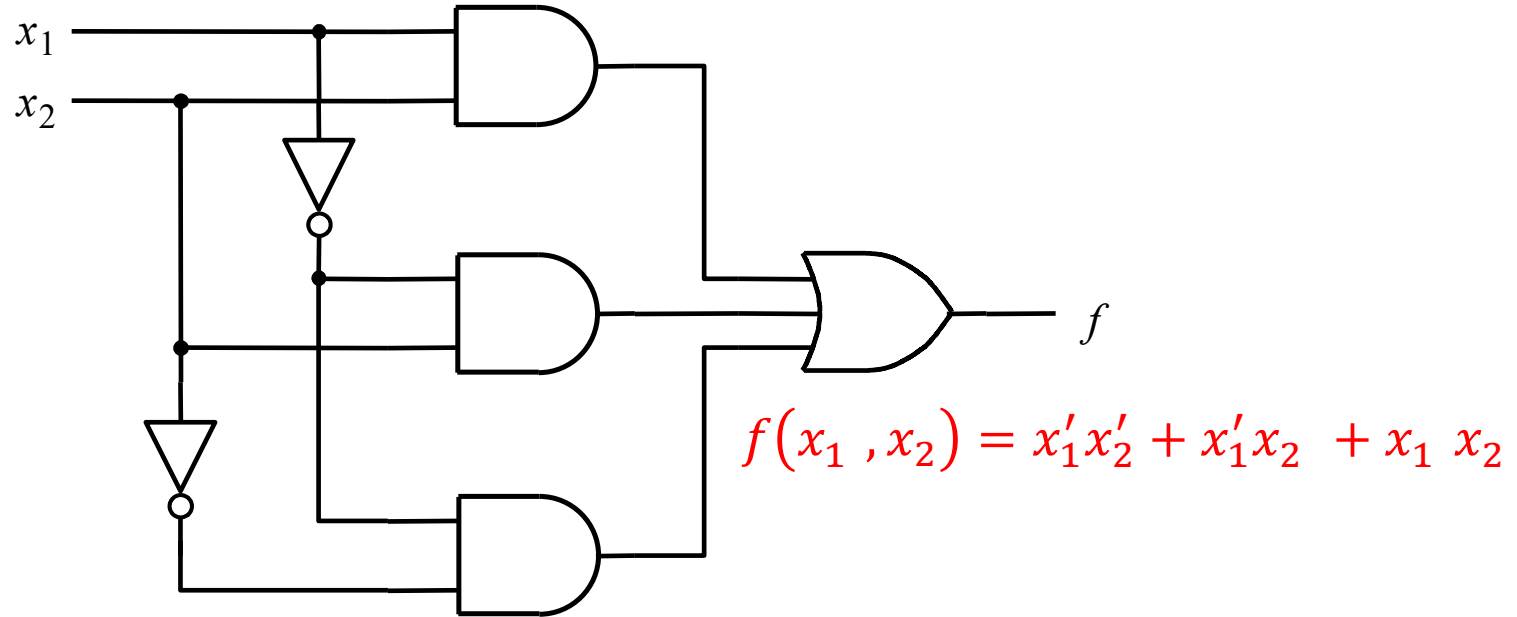 x₁
x₂
f
f(x₁ , x₂) = x₁′x₂′ + x₁′x₂ + x₁ x₂